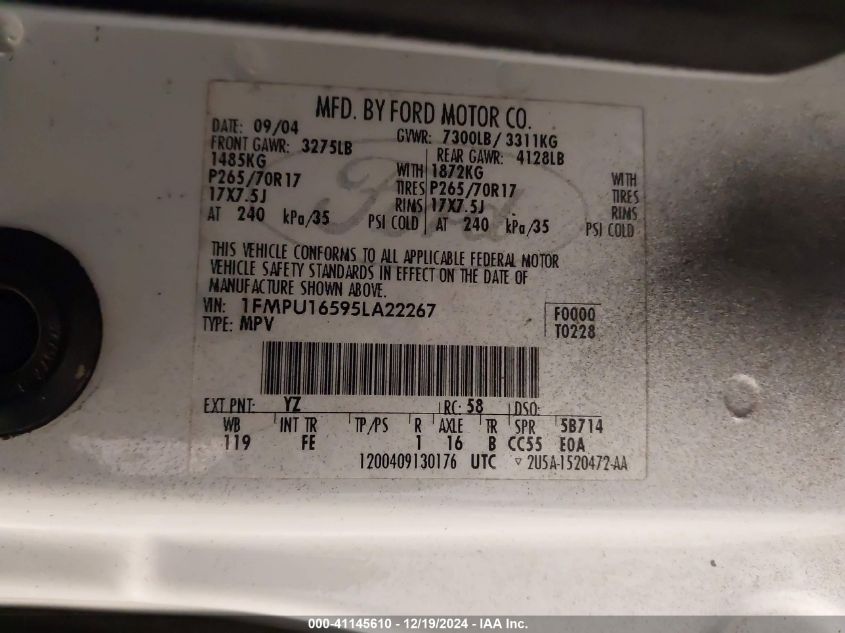 MFD. BY FORD MOTOR CO.
DATE: 09/04 GVWR: 7300LB/ 3311KG
FRONT GAWR: 3275LB REAR GAWR: 4128LB
1485KG WITH 1872KG WITH
P265/70R17 TIRES P265/70R17 TIRES
17X7.5J RIMS 17X7.5J RIMS
AT 240 kPa/35 PSI COLD AT 240 kPa/35 PSI COLD
THIS VEHICLE CONFORMS TO ALL APPLICABLE FEDERAL MOTOR
VEHICLE SAFETY STANDARDS IN EFFECT ON THE DATE OF
MANUFACTURE SHOWN ABOVE.
VIN: 1FMPU16595LA22267 F0000
TYPE: MPV T0228
EXT PNT: YZ RC: 58 DSO:
WB INT TR TP/PS R AXLE TR SPR 5B714
119 FE 1 16 B CC55 E0A
1200409130176 UTC ▽ 2U5A-1520472-AA
Ford
000-41145610 - 12/19/2024 - IAA Inc.